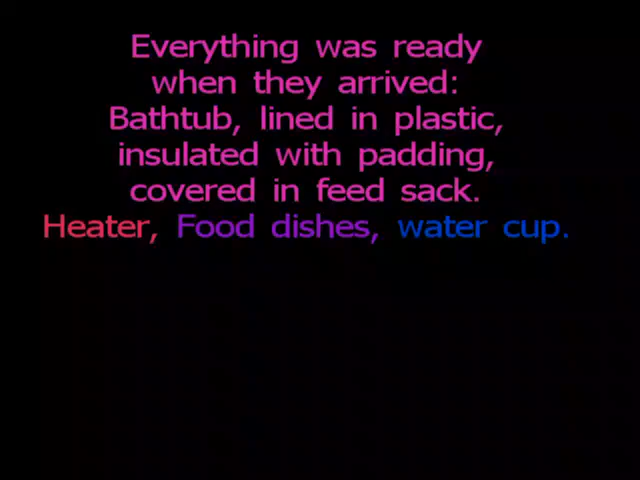 Everything was ready
when they arrived:
Bathtub, lined in plastic,
insulated with padding,
covered in feed sack.
Heater, Food dishes, water cup.